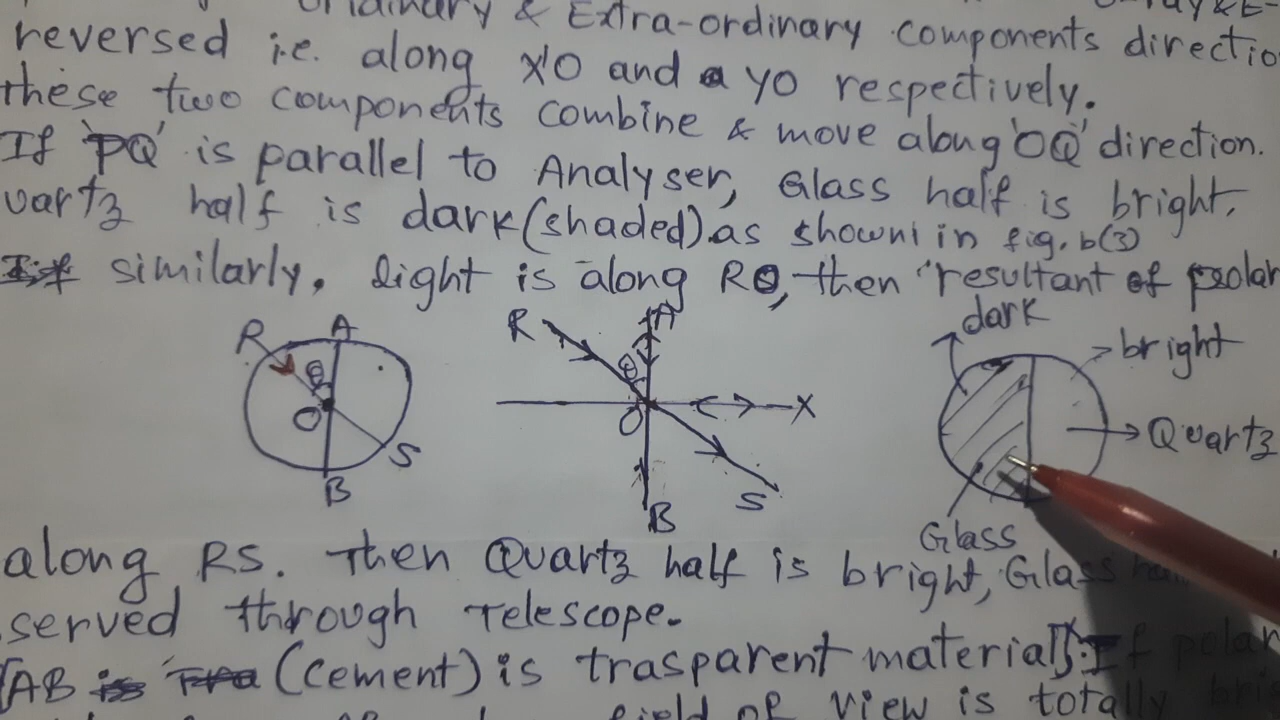 Ordinary & Extra-ordinary components directio
reversed i.e. along X'O and YO respectively.
these two components combine & move along 'OQ' direction.
If 'PQ' is parallel to Analyser, Glass half is bright,
uartz half is dark (shaded) as shown in fig. b(3)
similarly, light is along RO, then resultant of polar
dark
bright
Quartz
Glass
R A
θ
O
S
B
R A
θ
O X
S
B
along RS. Then Quartz half is bright, Glass
served through Telescope.
[AB (cement) is trasparent material]. If polar
field of view is totally bri